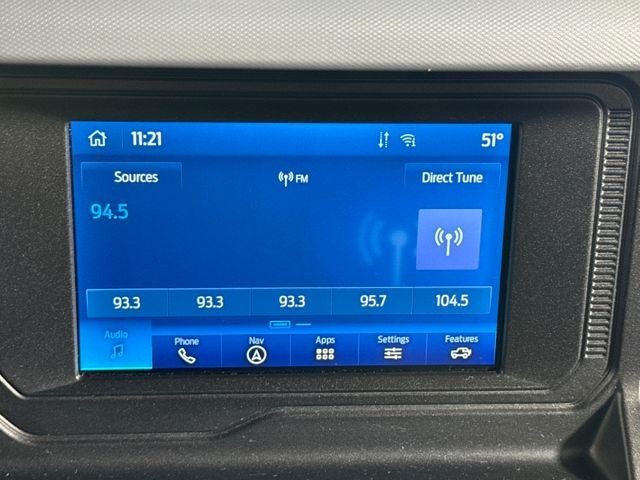 11:21 51°
Sources FM Direct Tune
94.5
93.3 93.3 93.3 95.7 104.5
Audio Phone Nav Apps Settings Features